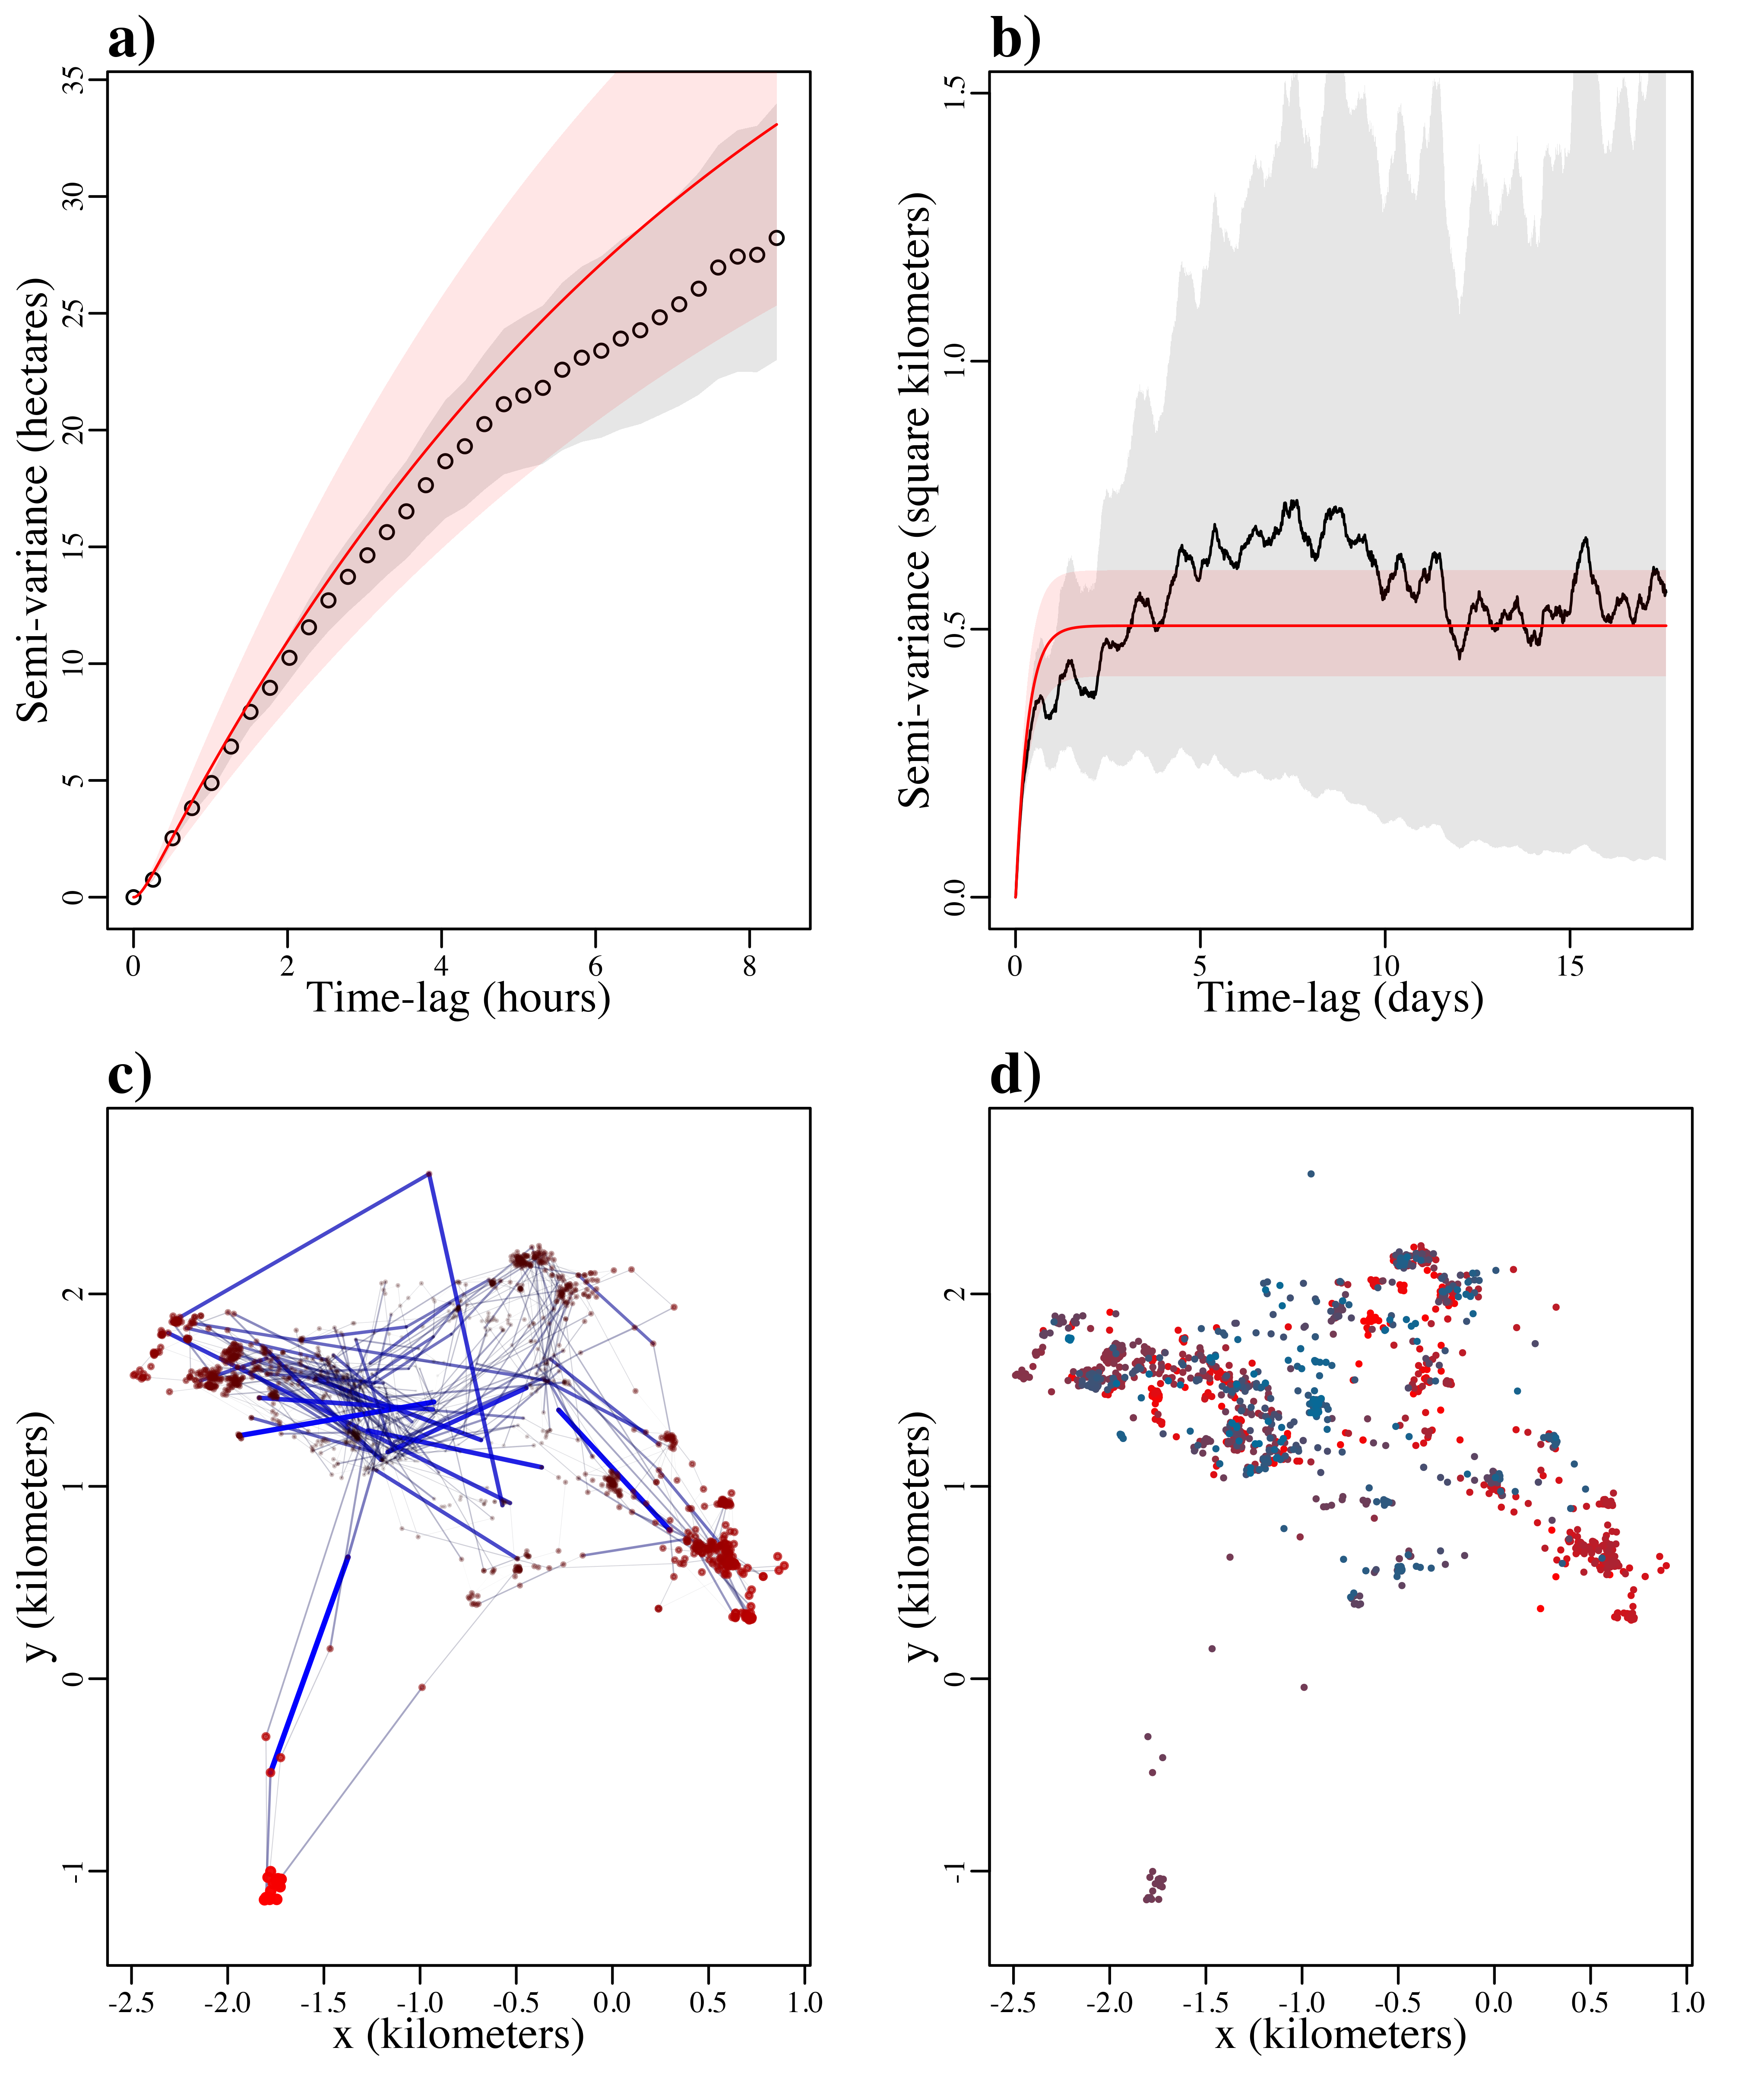 a)
35
30
25
20
15
10
5
0
Semi-variance (hectares)
0 2 4 6 8
Time-lag (hours)
b)
1.5
1.0
0.5
0.0
Semi-variance (square kilometers)
0 5 10 15
Time-lag (days)
c)
2
1
0
-1
y (kilometers)
-2.5 -2.0 -1.5 -1.0 -0.5 0.0 0.5 1.0
x (kilometers)
d)
2
1
0
-1
y (kilometers)
-2.5 -2.0 -1.5 -1.0 -0.5 0.0 0.5 1.0
x (kilometers)